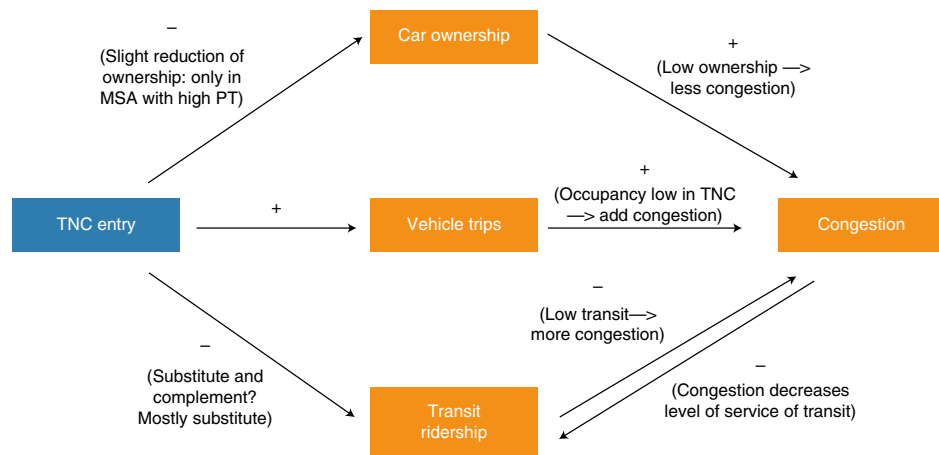 –
(Slight reduction of
ownership: only in
MSA with high PT)
Car ownership
+
(Low ownership —>
less congestion)
TNC entry
+
Vehicle trips
+
(Occupancy low in TNC
—> add congestion)
Congestion
–
(Substitute and
complement?
Mostly substitute)
Transit
ridership
–
(Low transit—>
more congestion)
–
(Congestion decreases
level of service of transit)